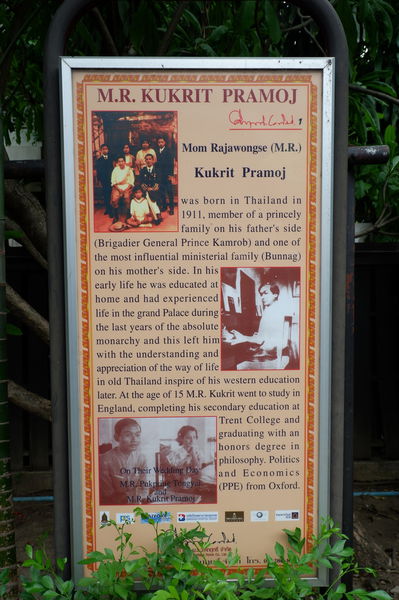 M.R. KUKRIT PRAMOJ
1
Mom Rajawongse (M.R.)
Kukrit Pramoj
was born in Thailand in
1911, member of a princely
family on his father's side
(Brigadier General Prince Kamrob) and one of
the most influential ministerial family (Bunnag)
on his mother's side. In his
early life he was educated at
home and had experienced
life in the grand Palace during
the last years of the absolute
monarchy and this left him
with the understanding and
appreciation of the way of life
in old Thailand inspire of his western education
later. At the age of 15 M.R. Kukrit went to study in
England, completing his secondary education at
Trent College and
graduating with an
honors degree in
philosophy. Politics
and Economics
(PPE) from Oxford.
On Their Wedding Day
M.R. Pakprung Tongyai
and
M.R. Kukrit Pramoj